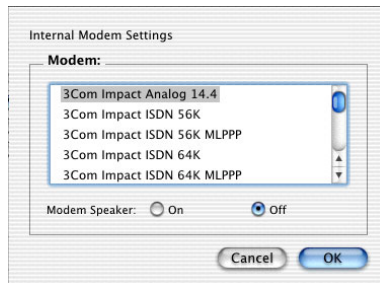 Internal Modem Settings
Modem:
3Com Impact Analog 14.4
3Com Impact ISDN 56K
3Com Impact ISDN 56K MLPPP
3Com Impact ISDN 64K
3Com Impact ISDN 64K MLPPP
Modem Speaker: On Off
Cancel OK